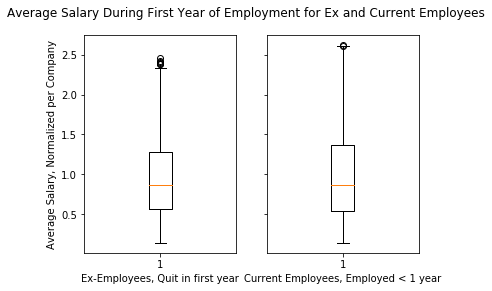 Average Salary During First Year of Employment for Ex and Current Employees
Average Salary, Normalized per Company
2.5
2.0
1.5
1.0
0.5
1
1
Ex-Employees, Quit in first year
Current Employees, Employed < 1 year